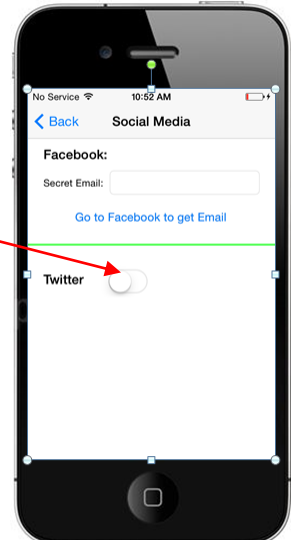 No Service 10:52 AM
Back Social Media
Facebook:
Secret Email:
Go to Facebook to get Email
Twitter